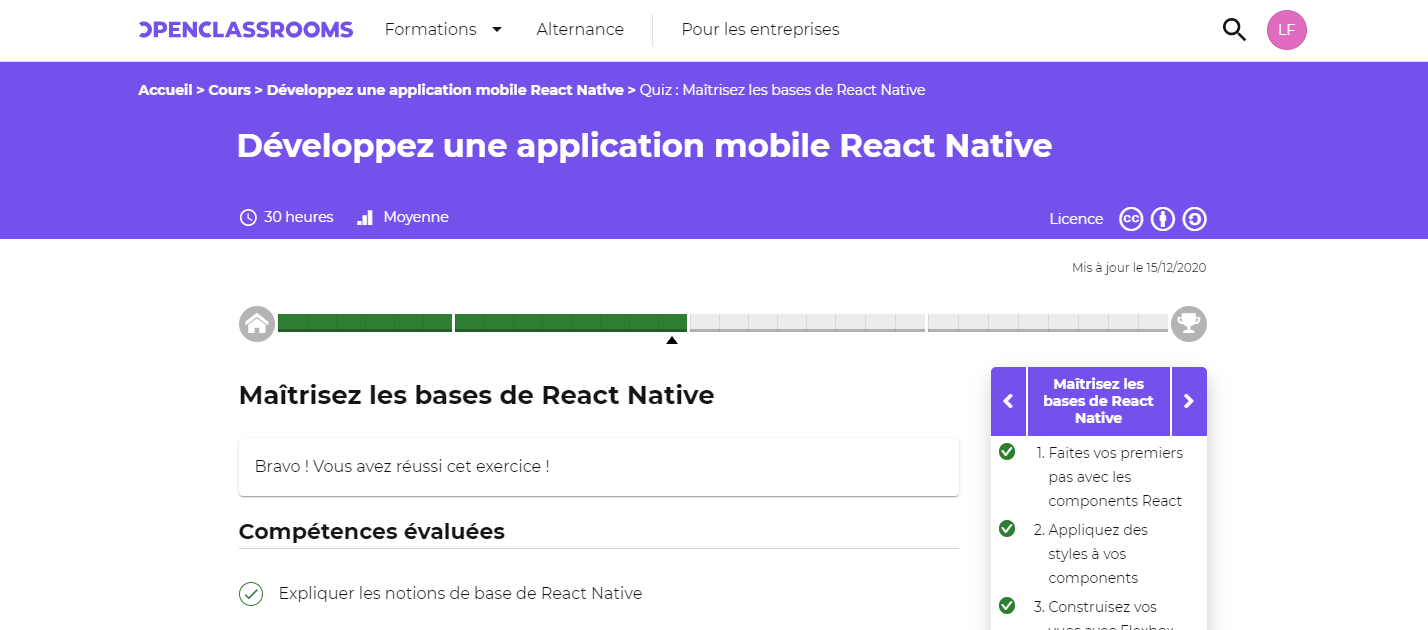 OPENCLASSROOMS Formations Alternance Pour les entreprises LF
Accueil > Cours > Développez une application mobile React Native > Quiz : Maîtrisez les bases de React Native
Développez une application mobile React Native
30 heures Moyenne Licence cc
Mis à jour le 15/12/2020
Maîtrisez les bases de React Native
Bravo ! Vous avez réussi cet exercice !
Compétences évaluées
Expliquer les notions de base de React Native
Maîtrisez les
bases de React
Native
1. Faites vos premiers
pas avec les
components React
2. Appliquez des
styles à vos
components
3. Construisez vos
vues avec Flexbox